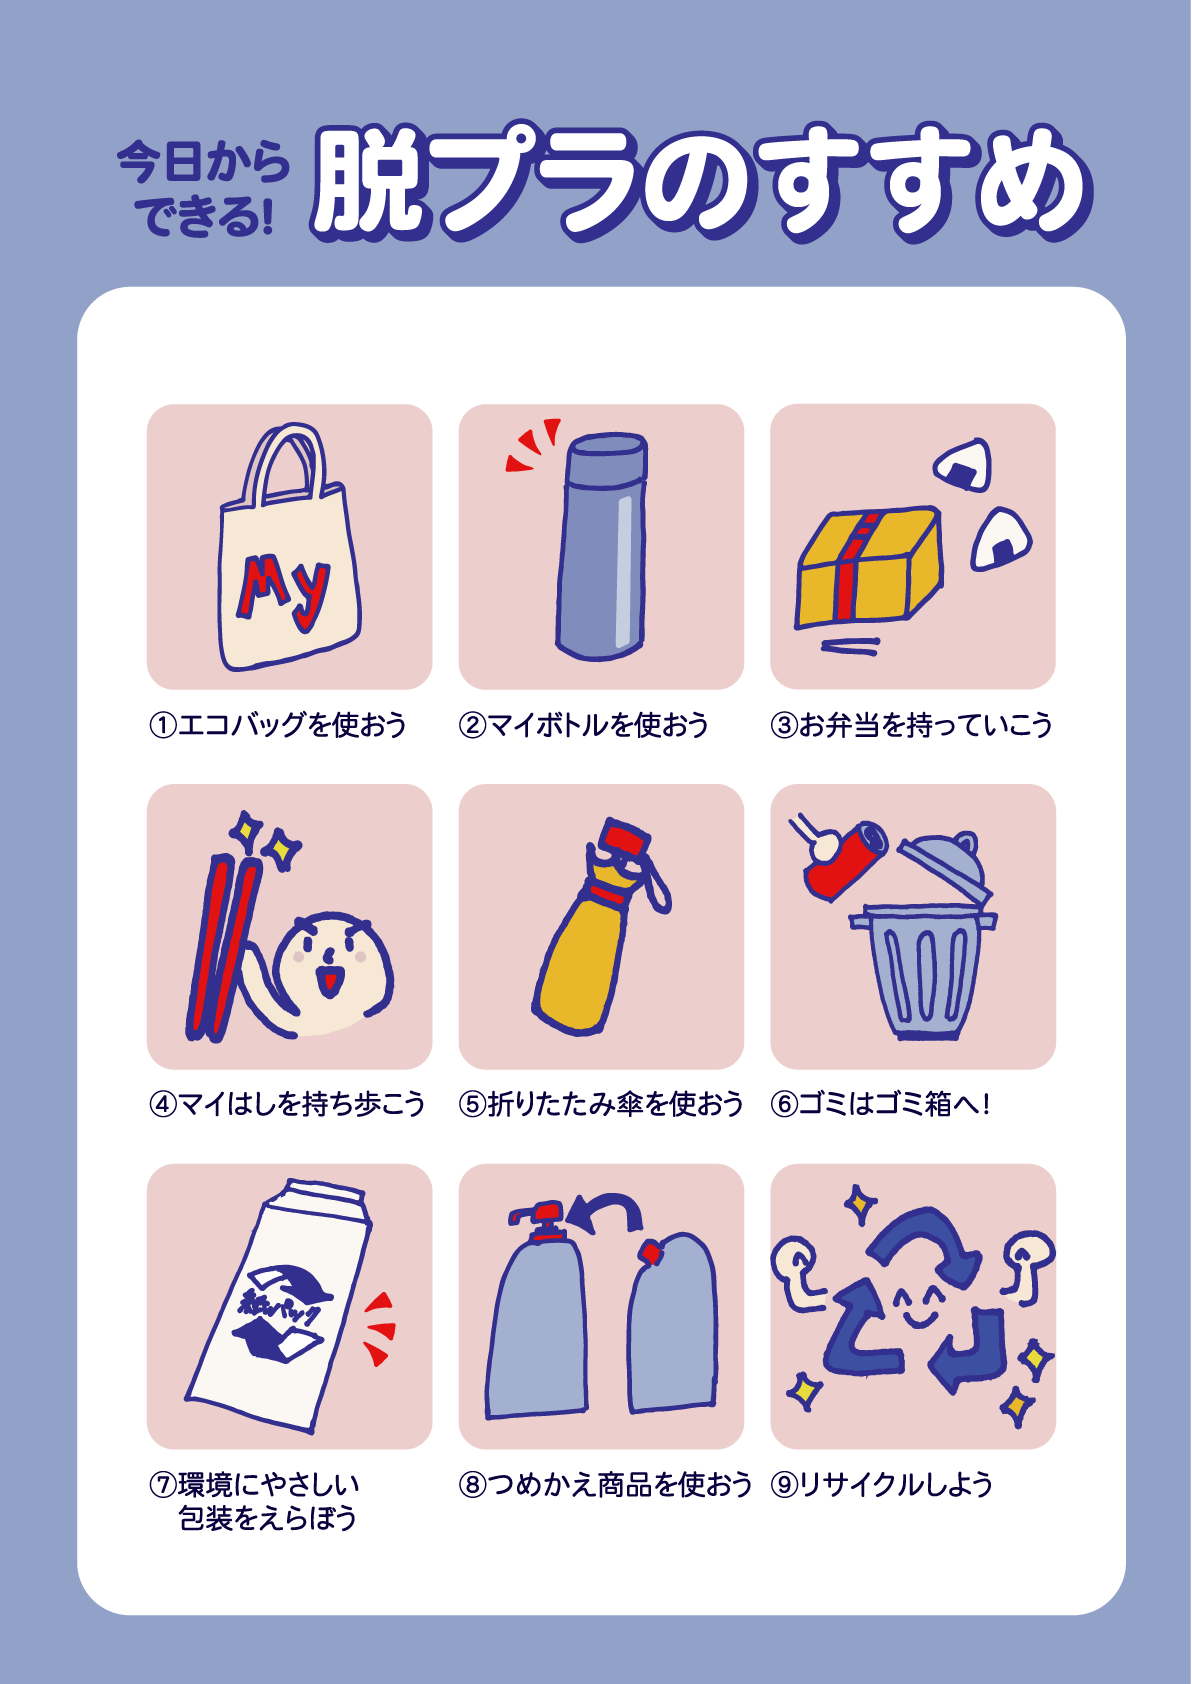 今日から
できる!
脱プラのすすめ
My
①エコバッグを使おう
②マイボトルを使おう
③お弁当を持っていこう
④マイはしを持ち歩こう
⑤折りたたみ傘を使おう
⑥ゴミはゴミ箱へ!
紙パック
⑦環境にやさしい
包装をえらぼう
⑧つめかえ商品を使おう
⑨リサイクルしよう